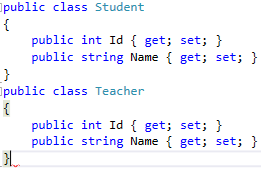 public class Student
{
    public int Id { get; set; }
    public string Name { get; set; }
}
public class Teacher
{
    public int Id { get; set; }
    public string Name { get; set; }
}